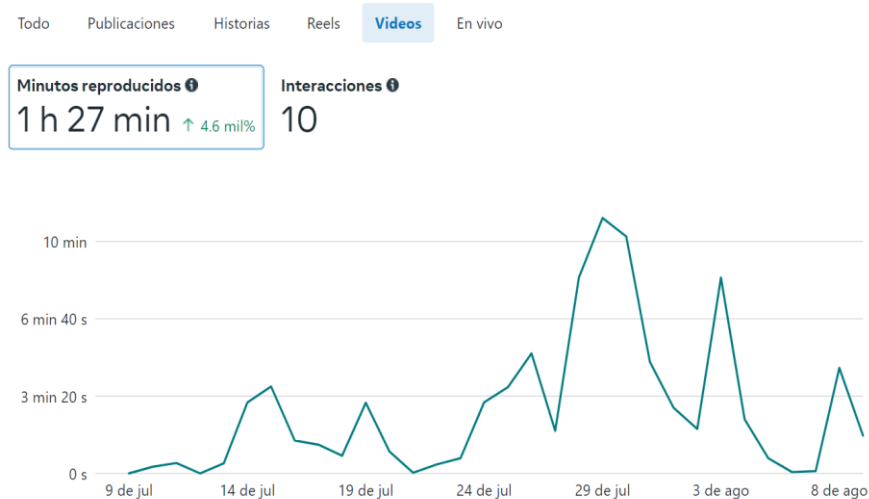 Todo Publicaciones Historias Reels Videos En vivo
Minutos reproducidos Interacciones
1 h 27 min ↑ 4.6 mil% 10
10 min
6 min 40 s
3 min 20 s
0 s
9 de jul 14 de jul 19 de jul 24 de jul 29 de jul 3 de ago 8 de ago